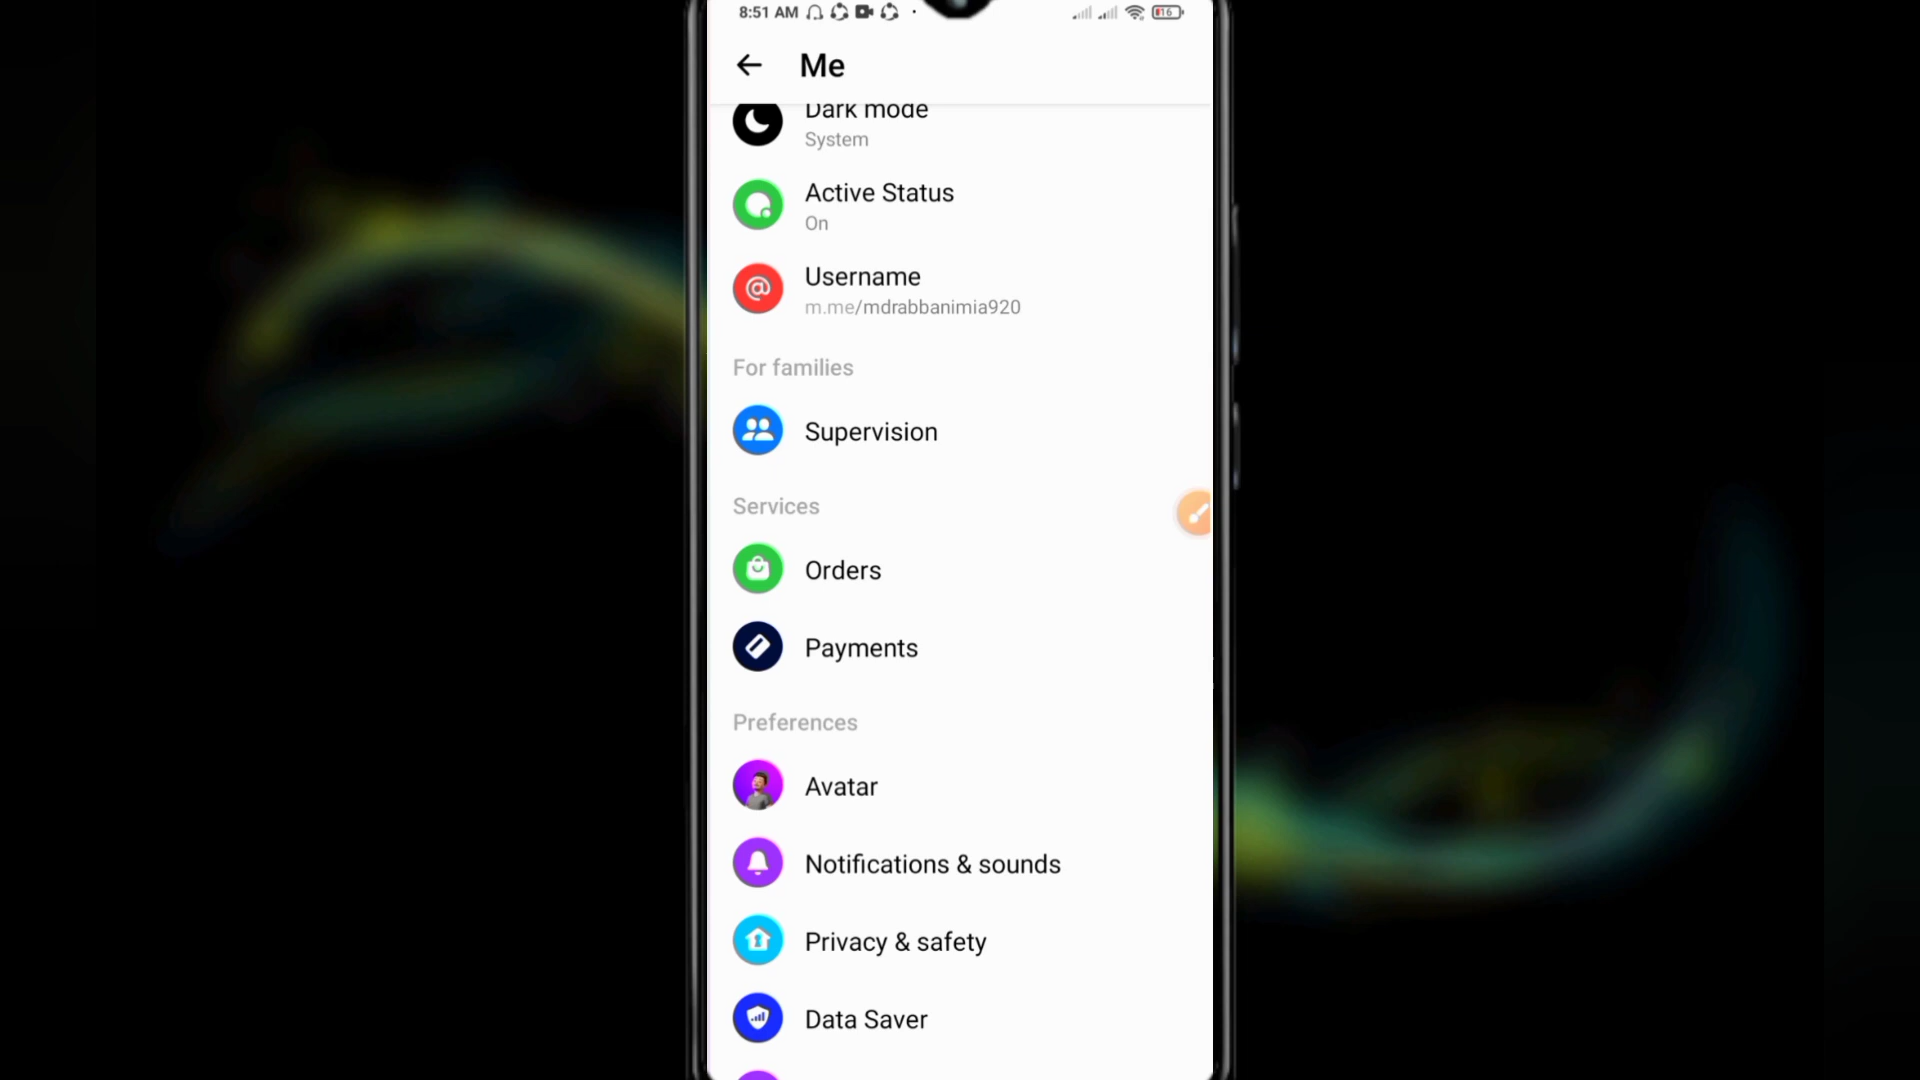 8:51 AM
16
Me
Dark mode
System
Active Status
On
Username
m.me/mdrabbanimia920
For families
Supervision
Services
Orders
Payments
Preferences
Avatar
Notifications & sounds
Privacy & safety
Data Saver